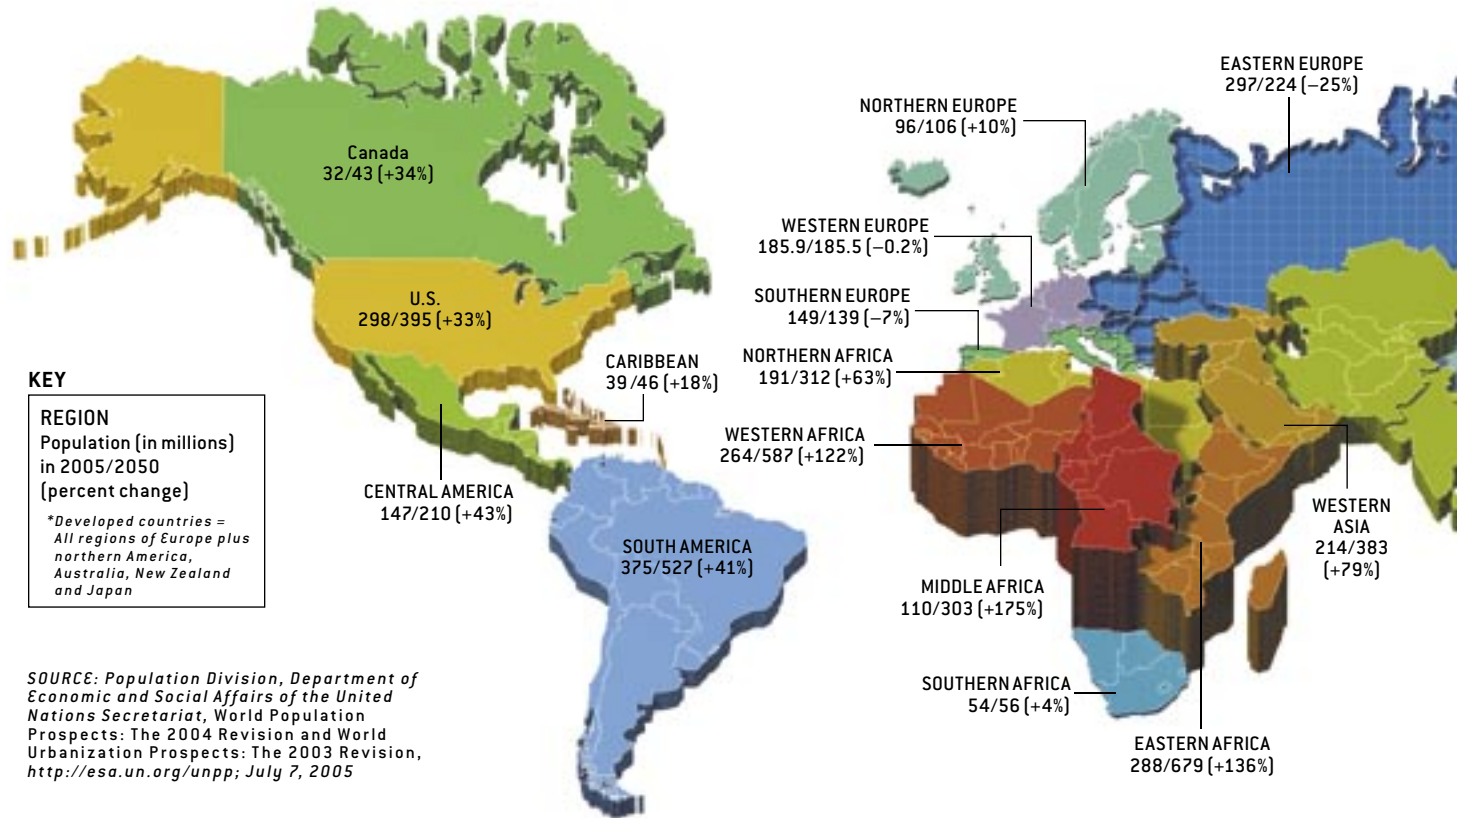 Canada
32/43 (+34%)
U.S.
298/395 (+33%)
CARIBBEAN
39/46 (+18%)
CENTRAL AMERICA
147/210 (+43%)
SOUTH AMERICA
375/527 (+41%)
KEY
REGION
Population (in millions)
in 2005/2050
(percent change)
*Developed countries =
All regions of Europe plus
northern America,
Australia, New Zealand
and Japan
SOURCE: Population Division, Department of
Economic and Social Affairs of the United
Nations Secretariat, World Population
Prospects: The 2004 Revision and World
Urbanization Prospects: The 2003 Revision,
http://esa.un.org/unpp; July 7, 2005
EASTERN EUROPE
297/224 (–25%)
NORTHERN EUROPE
96/106 (+10%)
WESTERN EUROPE
185.9/185.5 (–0.2%)
SOUTHERN EUROPE
149/139 (–7%)
NORTHERN AFRICA
191/312 (+63%)
WESTERN AFRICA
264/587 (+122%)
MIDDLE AFRICA
110/303 (+175%)
SOUTHERN AFRICA
54/56 (+4%)
EASTERN AFRICA
288/679 (+136%)
WESTERN
ASIA
214/383
(+79%)